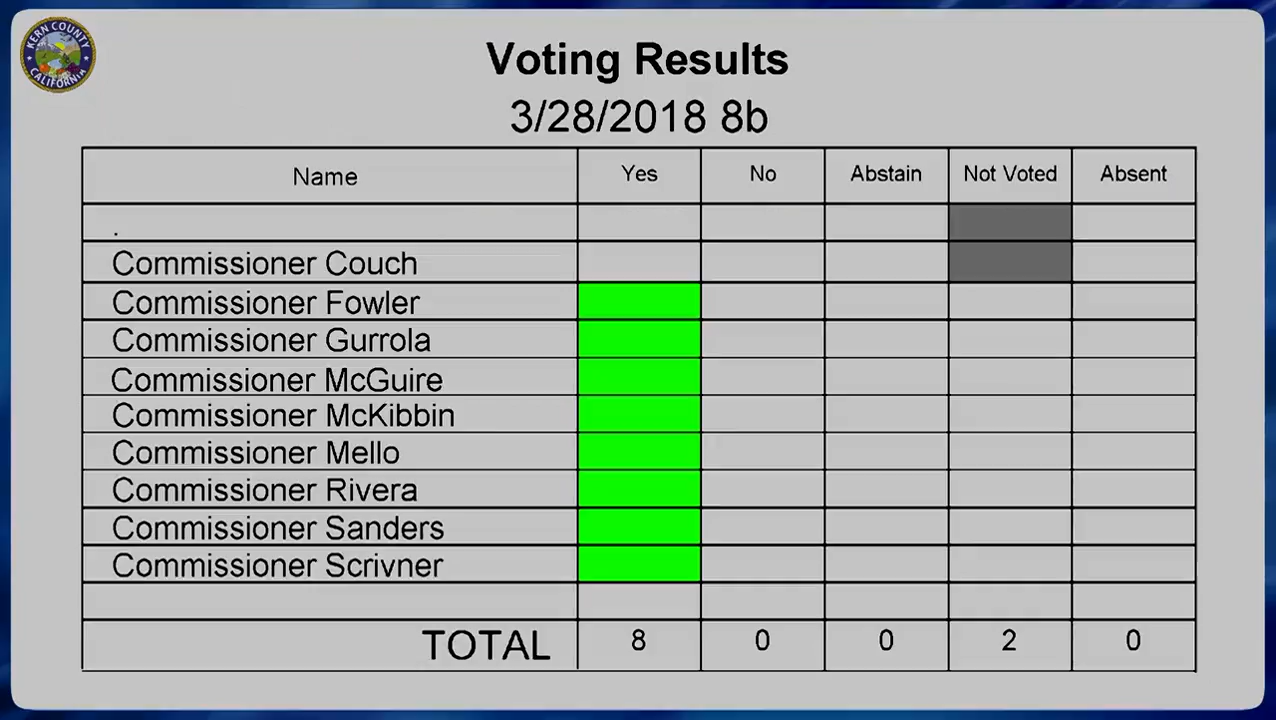 KERN COUNTY
CALIFORNIA
Voting Results
3/28/2018 8b
Name Yes No Abstain Not Voted Absent
.
Commissioner Couch
Commissioner Fowler
Commissioner Gurrola
Commissioner McGuire
Commissioner McKibbin
Commissioner Mello
Commissioner Rivera
Commissioner Sanders
Commissioner Scrivner
TOTAL 8 0 0 2 0